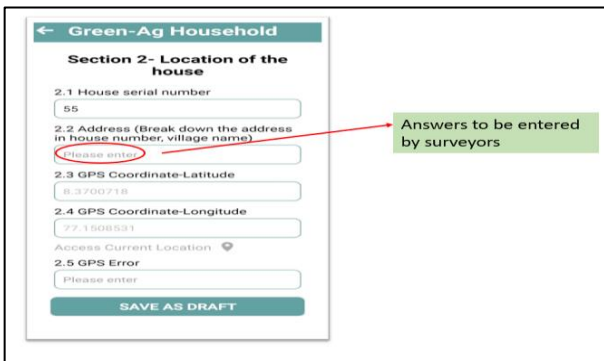 ← Green-Ag Household
Section 2- Location of the
house
2.1 House serial number
55
2.2 Address (Break down the address
in house number, village name)
Please enter
2.3 GPS Coordinate-Latitude
8.3700718
2.4 GPS Coordinate-Longitude
77.1508531
Access Current Location
2.5 GPS Error
Please enter
SAVE AS DRAFT
Answers to be entered
by surveyors